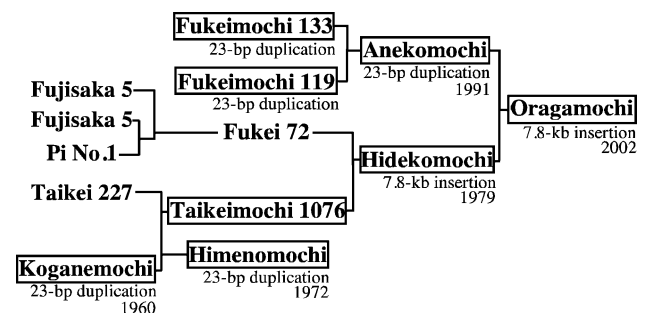 Fukeimochi 133
23-bp duplication
Anekomochi
23-bp duplication
1991
Fukeimochi 119
23-bp duplication
Fujisaka 5
Oragamochi
7.8-kb insertion
2002
Fujisaka 5
Fukei 72
Pi No.1
Hidekomochi
7.8-kb insertion
1979
Taikei 227
Taikeimochi 1076
Himenomochi
23-bp duplication
1972
Koganemochi
23-bp duplication
1960